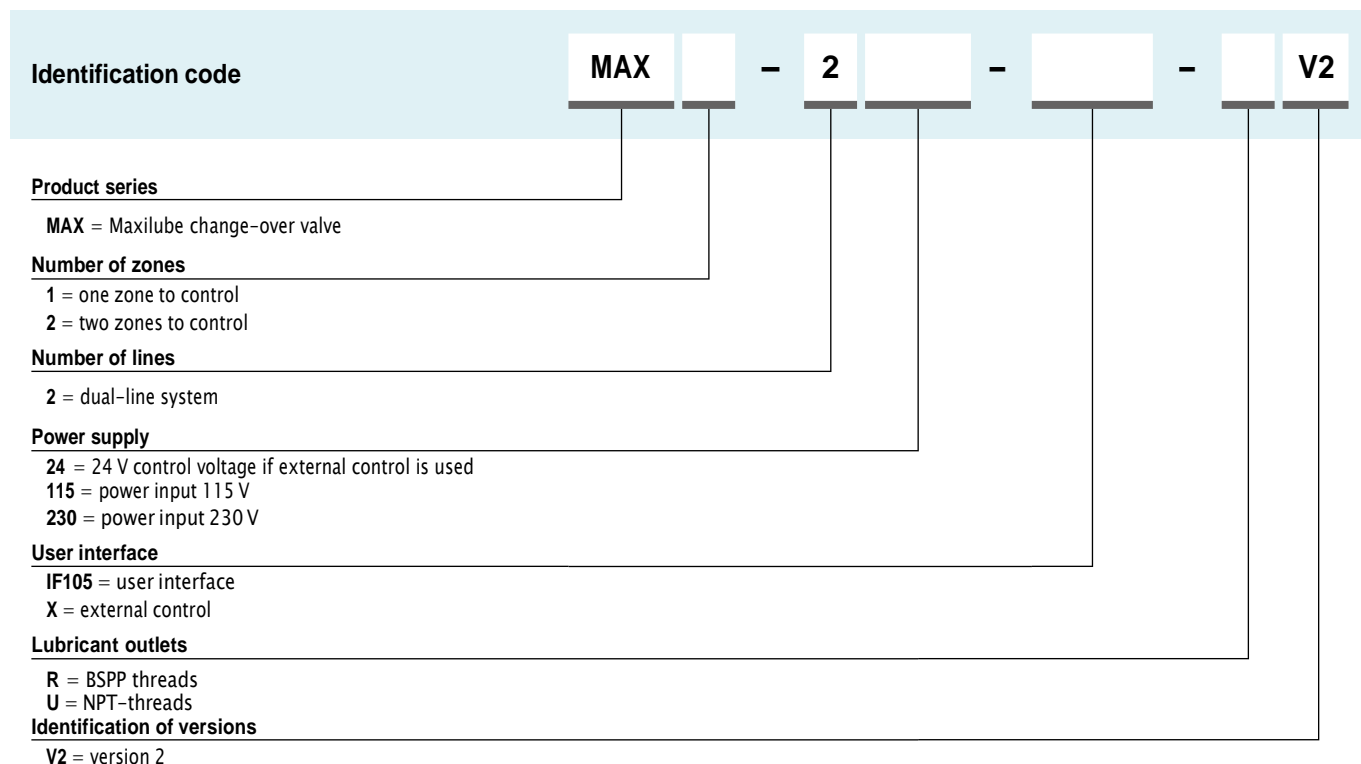 Identification code MAX – 2 – – V2
Product series
MAX = Maxilube change–over valve
Number of zones
1 = one zone to control
2 = two zones to control
Number of lines
2 = dual–line system
Power supply
24 = 24 V control voltage if external control is used
115 = power input 115 V
230 = power input 230 V
User interface
IF105 = user interface
X = external control
Lubricant outlets
R = BSPP threads
U = NPT–threads
Identification of versions
V2 = version 2